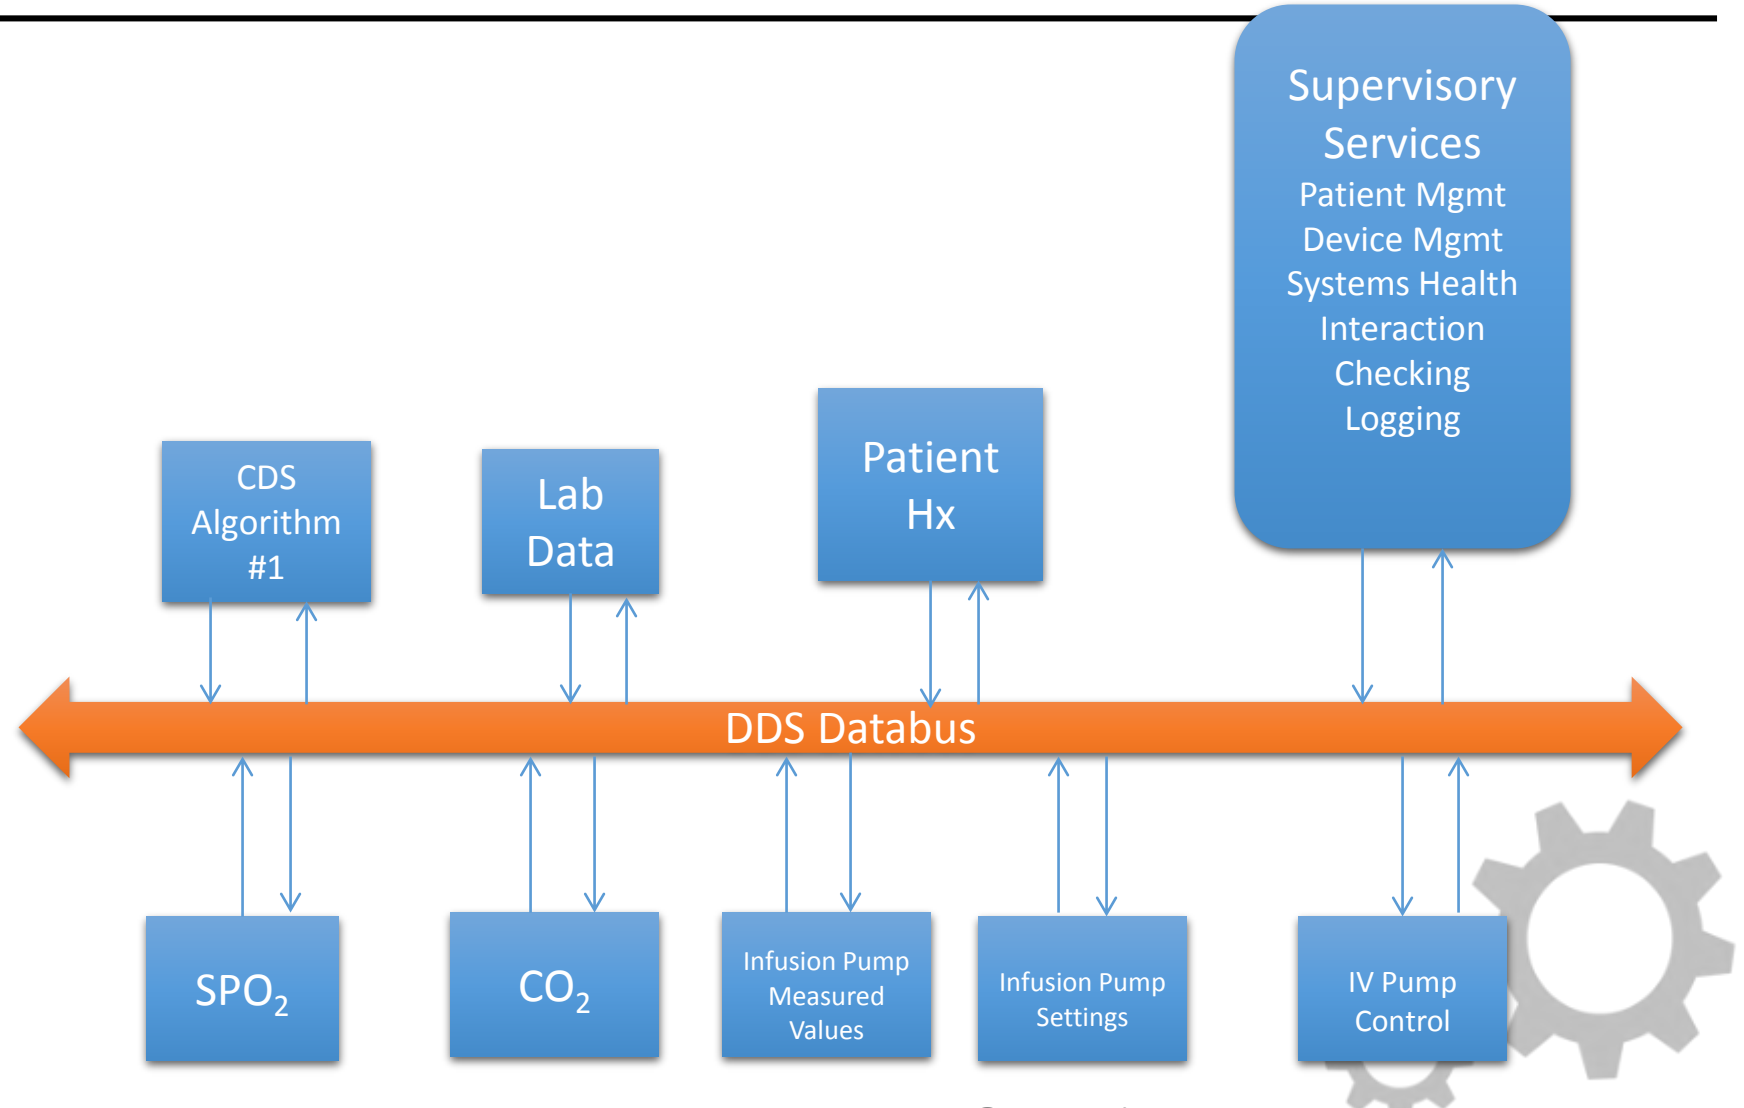 Supervisory
Services
Patient Mgmt
Device Mgmt
Systems Health
Interaction
Checking
Logging
CDS
Algorithm
#1
Lab
Data
Patient
Hx
DDS Databus
SPO₂
CO₂
Infusion Pump
Measured
Values
Infusion Pump
Settings
IV Pump
Control